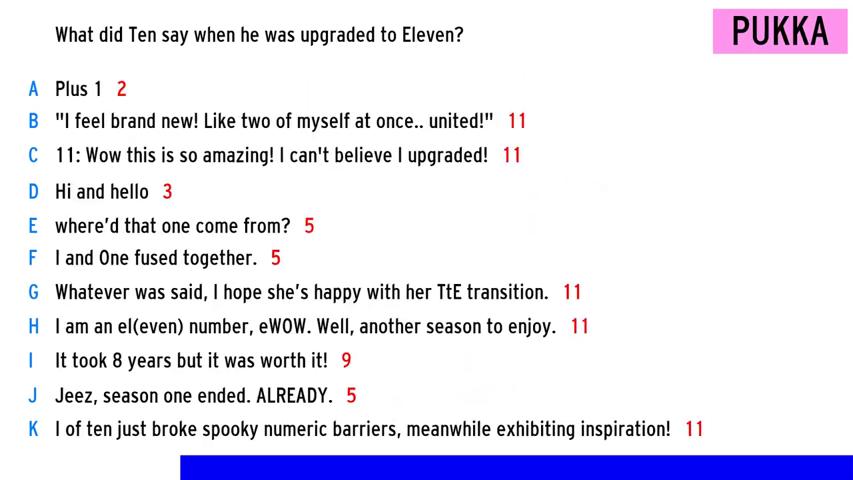 What did Ten say when he was upgraded to Eleven?
PUKKA
A Plus 1 2
B "I feel brand new! Like two of myself at once.. united!" 11
C 11: Wow this is so amazing! I can't believe I upgraded! 11
D Hi and hello 3
E where'd that one come from? 5
F I and One fused together. 5
G Whatever was said, I hope she's happy with her TtE transition. 11
H I am an el(even) number, eWOW. Well, another season to enjoy. 11
I It took 8 years but it was worth it! 9
J Jeez, season one ended. ALREADY. 5
K I of ten just broke spooky numeric barriers, meanwhile exhibiting inspiration! 11